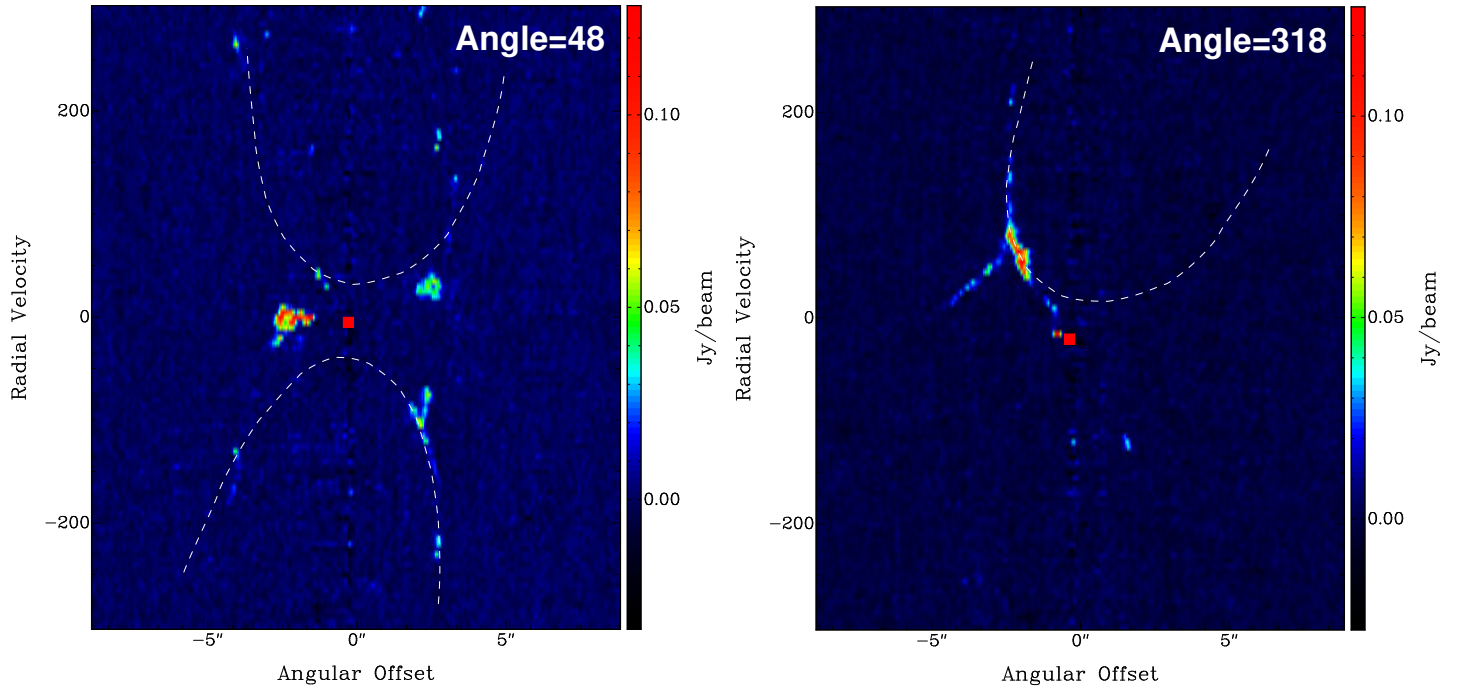 Angle=48
200
0
−200
Radial Velocity
−5″
0″
5″
Angular Offset
0.10
0.05
0.00
Jy/beam
Angle=318
200
0
−200
Radial Velocity
−5″
0″
5″
Angular Offset
0.10
0.05
0.00
Jy/beam